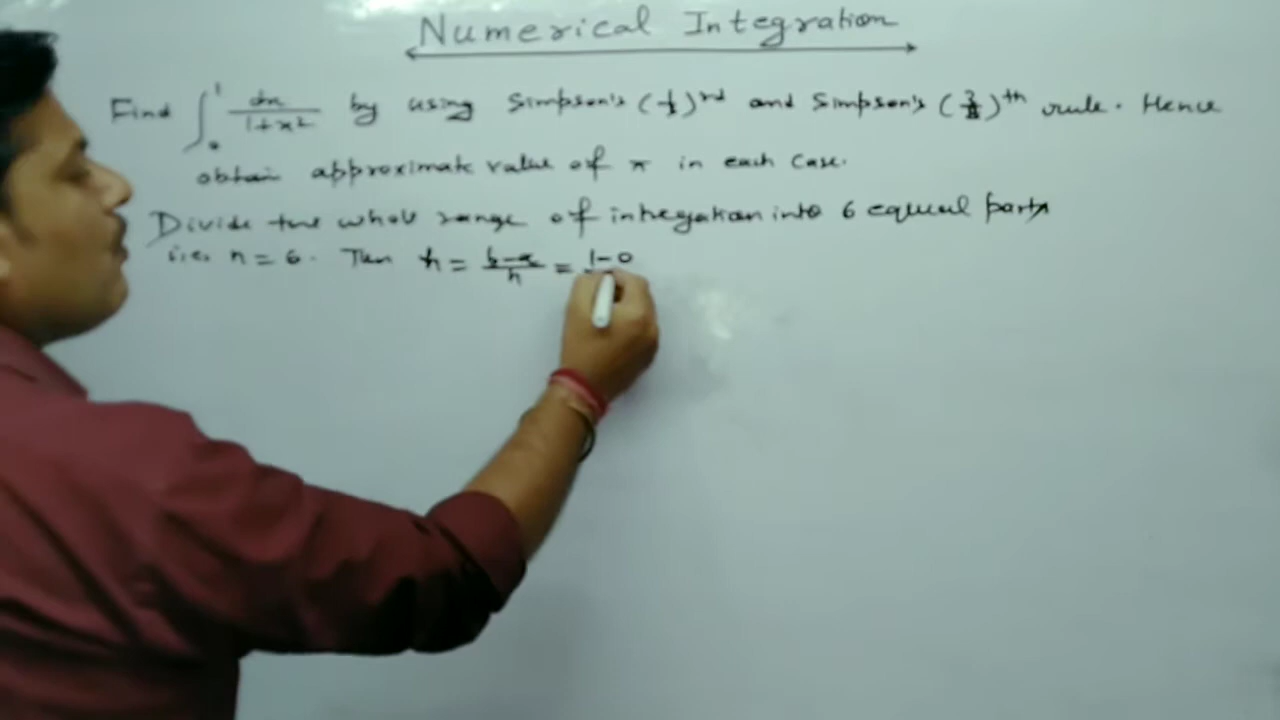 Numerical Integration
Find ∫₀¹ dx/(1+x²) by using Simpson's (1/3)rd and Simpson's (3/8)th rule. Hence
obtain approximate value of π in each case.
Divide the whole range of integration into 6 equal parts
i.e. n = 6. Then h = (b-a)/n = 1-0